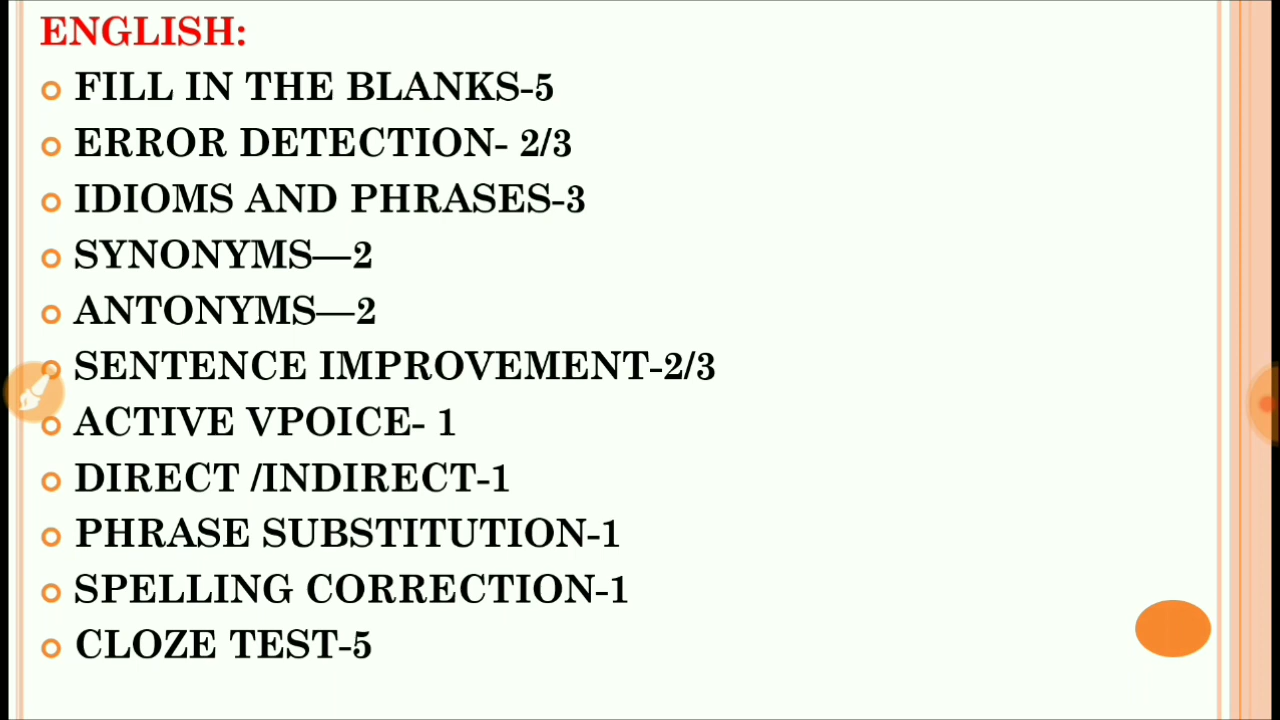 ENGLISH:
FILL IN THE BLANKS-5
ERROR DETECTION- 2/3
IDIOMS AND PHRASES-3
SYNONYMS—2
ANTONYMS—2
SENTENCE IMPROVEMENT-2/3
ACTIVE VPOICE- 1
DIRECT /INDIRECT-1
PHRASE SUBSTITUTION-1
SPELLING CORRECTION-1
CLOZE TEST-5